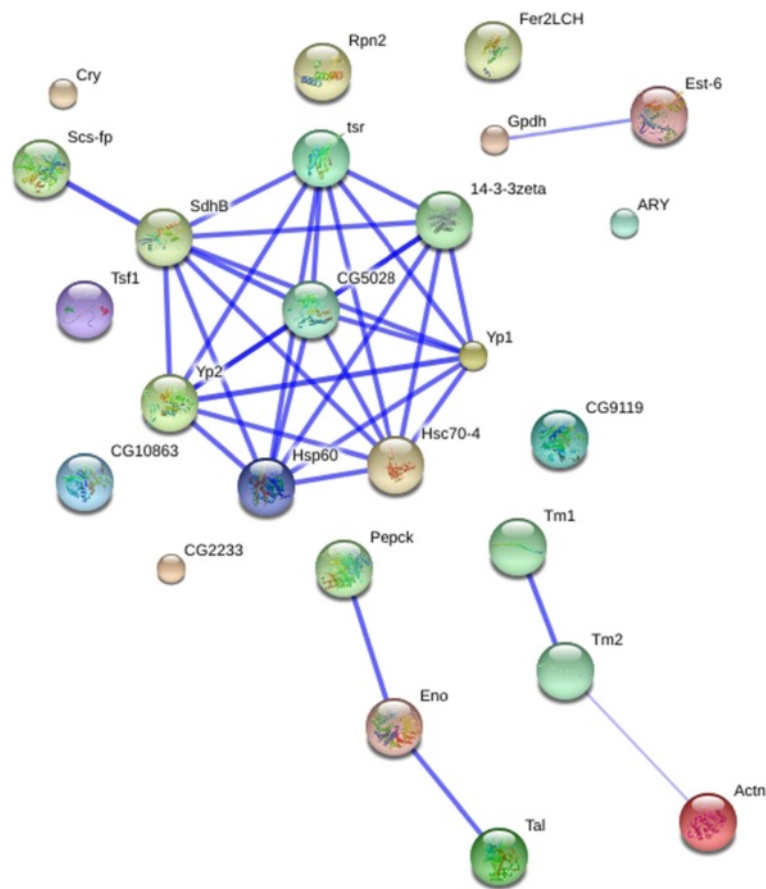 Fer2LCH
Rpn2
Cry
Est-6
Gpdh
tsr
Scs-fp
14-3-3zeta
SdhB
ARY
CG5028
Tsf1
Yp1
Yp2
CG9119
Hsc70-4
CG10863
Hsp60
Tm1
Pepck
CG2233
Tm2
Eno
Actn
Tal